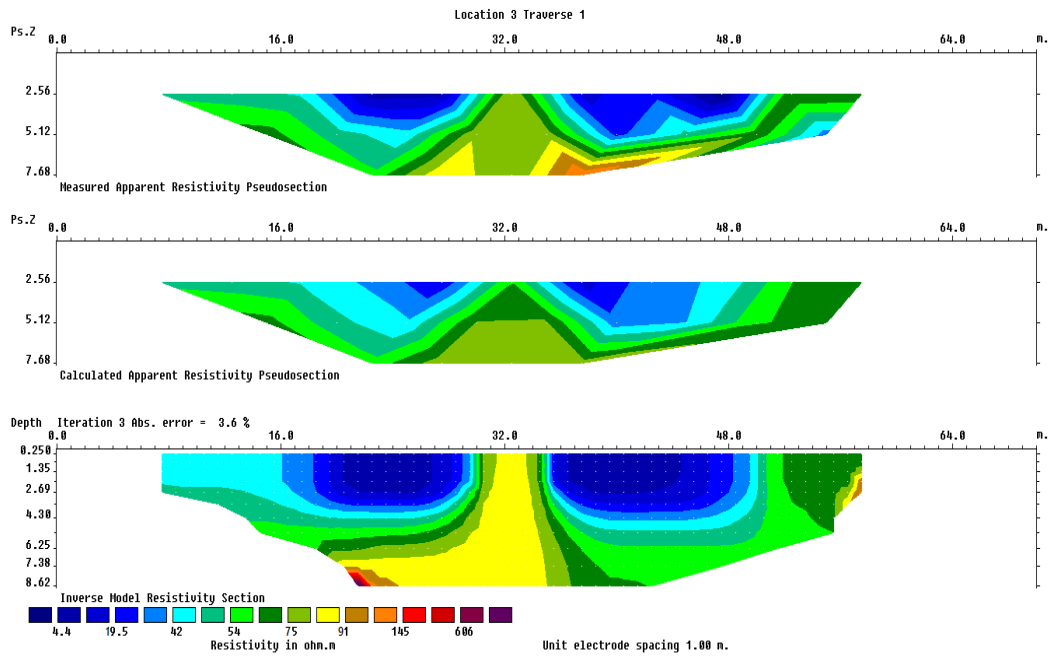 Location 3 Traverse 1
Ps.Z 0.0 16.0 32.0 48.0 64.0 m.
2.56
5.12
7.68
Measured Apparent Resistivity Pseudosection
Ps.Z 0.0 16.0 32.0 48.0 64.0 m.
2.56
5.12
7.68
Calculated Apparent Resistivity Pseudosection
Depth Iteration 3 Abs. error = 3.6 %
0.0 16.0 32.0 48.0 64.0 m.
0.250
1.35
2.69
4.30
6.25
7.38
8.62
Inverse Model Resistivity Section
4.4 19.5 42 54 75 91 145 606
Resistivity in ohm.m Unit electrode spacing 1.00 m.